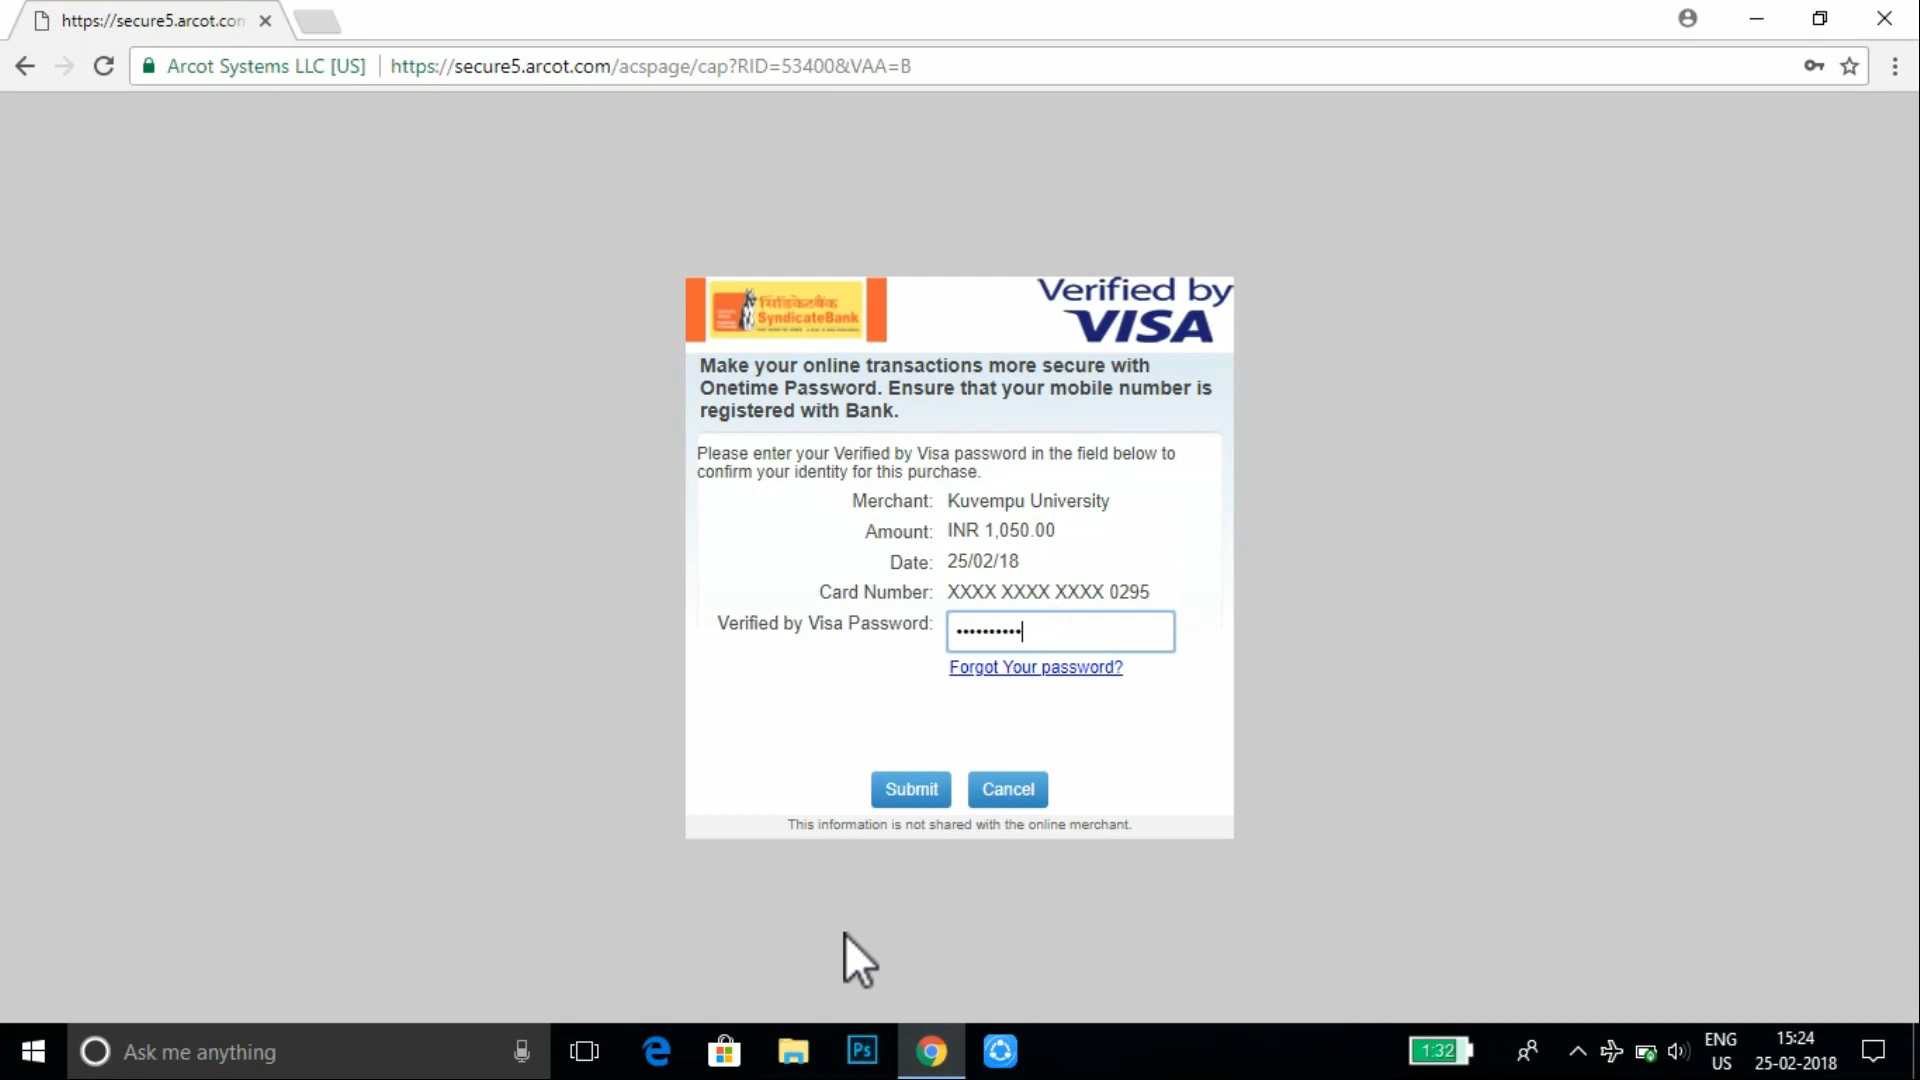 https://secure5.arcot.com
Arcot Systems LLC [US]
https://secure5.arcot.com/acspage/cap?RID=53400&VAA=B
सिंडिकेटबैंक
SyndicateBank
Verified by
VISA
Make your online transactions more secure with
Onetime Password. Ensure that your mobile number is
registered with Bank.
Please enter your Verified by Visa password in the field below to
confirm your identity for this purchase.
Merchant: Kuvempu University
Amount: INR 1,050.00
Date: 25/02/18
Card Number: XXXX XXXX XXXX 0295
Verified by Visa Password: ••••••••••
Forgot Your password?
Submit Cancel
This information is not shared with the online merchant.
Ask me anything
Ps
1:32
ENG
US
15:24
25-02-2018